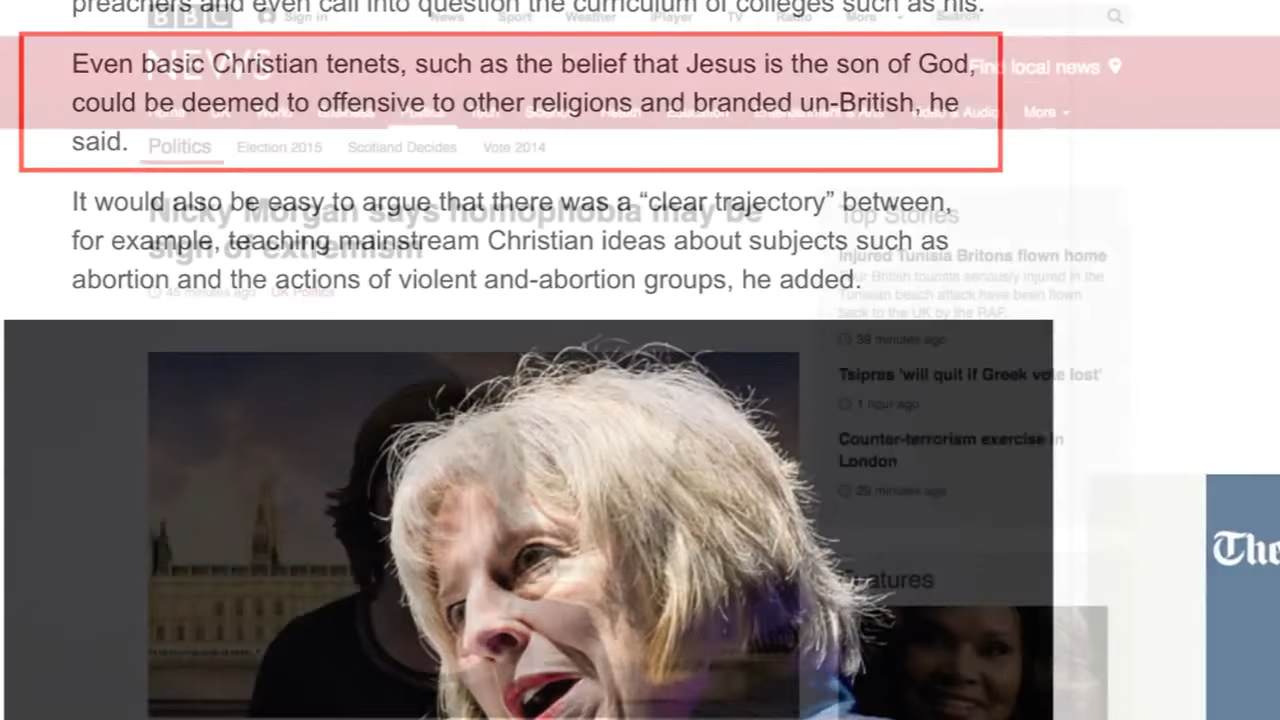 preachers and even call into question the curriculum of colleges such as his.
BBC Sign in News Sport Weather iPlayer TV Radio More Search
Even basic Christian tenets, such as the belief that Jesus is the son of God,
NEWS Find local news
could be deemed to offensive to other religions and branded un-British, he
Home UK World Business Politics Tech Science Health Education Entertainment & Arts Video & Audio More
said.
Politics Election 2015 Scotland Decides Vote 2014
It would also be easy to argue that there was a “clear trajectory” between,
for example, teaching mainstream Christian ideas about subjects such as
abortion and the actions of violent and-abortion groups, he added.
Nicky Morgan says homophobia may be
sign of extremism
45 minutes ago UK Politics
Top Stories
Injured Tunisia Britons flown home
Four British tourists seriously injured in the
Tunisian beach attack have been flown
back to the UK by the RAF.
39 minutes ago
Tsipras 'will quit if Greek vote lost'
1 hour ago
Counter-terrorism exercise in
London
29 minutes ago
Features
The